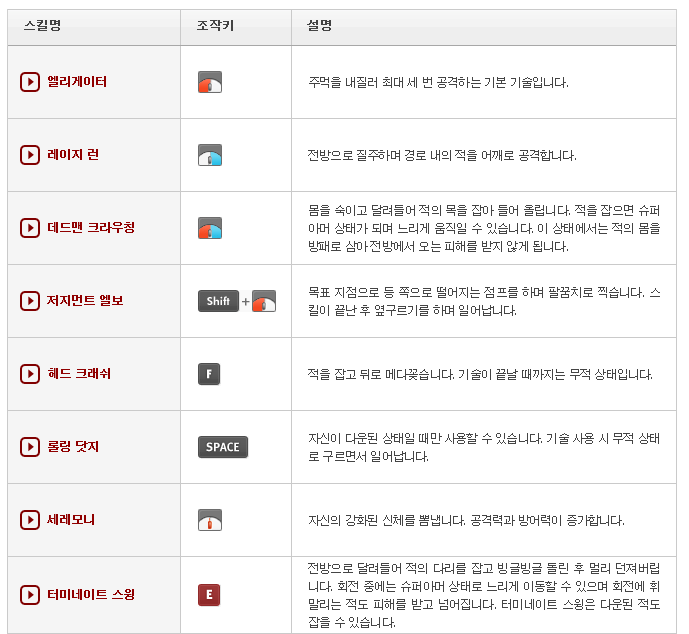 스킬명 조작키 설명
엘리게이터 주먹을 내질러 최대 세 번 공격하는 기본 기술입니다.
레이지 런 전방으로 질주하며 경로 내의 적을 어깨로 공격합니다.
데드맨 크라우칭
몸을 숙이고 달려들어 적의 목을 잡아 들어 올립니다. 적을 잡으면 슈퍼
아머 상태가 되며 느리게 움직일 수 있습니다. 이 상태에서는 적의 몸을
방패로 삼아 전방에서 오는 피해를 받지 않게 됩니다.
저지먼트 엘보 Shift +
목표 지점으로 등 쪽으로 떨어지는 점프를 하며 팔꿈치로 찍습니다. 스
킬이 끝난 후 옆구르기를 하며 일어납니다.
헤드 크래쉬 F 적을 잡고 뒤로 메다꽂습니다. 기술이 끝날 때까지는 무적 상태입니다.
롤링 닷지 SPACE
자신이 다운된 상태일 때만 사용할 수 있습니다. 기술 사용 시 무적 상태
로 구르면서 일어납니다.
세레모니 자신의 강화된 신체를 뽐냅니다. 공격력과 방어력이 증가합니다.
터미네이트 스윙 E
전방으로 달려들어 적의 다리를 잡고 빙글빙글 돌린 후 멀리 던져버립
니다. 회전 중에는 슈퍼아머 상태로 느리게 이동할 수 있으며 회전에 휘
말리는 적도 피해를 받고 넘어집니다. 터미네이트 스윙은 다운된 적도
잡을 수 있습니다.